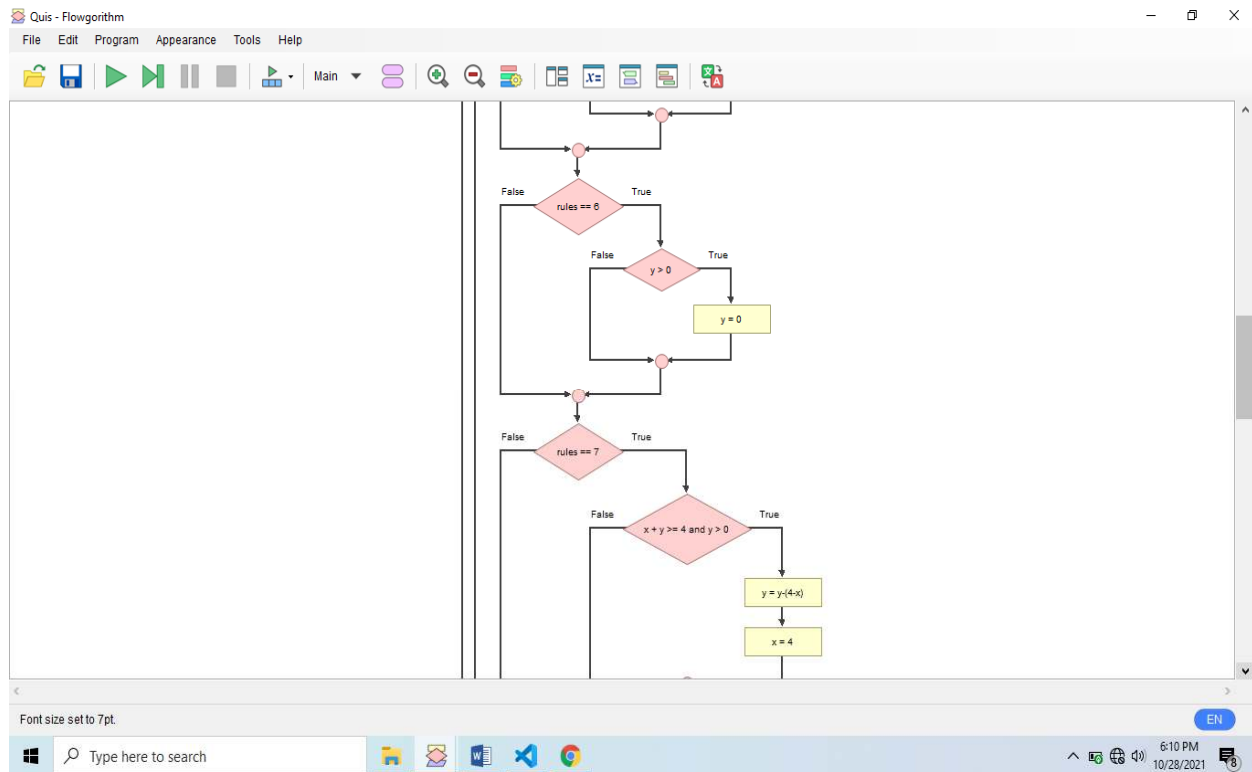 Quis - Flowgorithm
File Edit Program Appearance Tools Help
Main
x=
文 A
False True
rules == 6
False True
y > 0
y = 0
False True
rules == 7
False True
x + y >= 4 and y > 0
y = y-(4-x)
x = 4
Font size set to 7pt.
EN
Type here to search
W
6:10 PM
10/28/2021
8